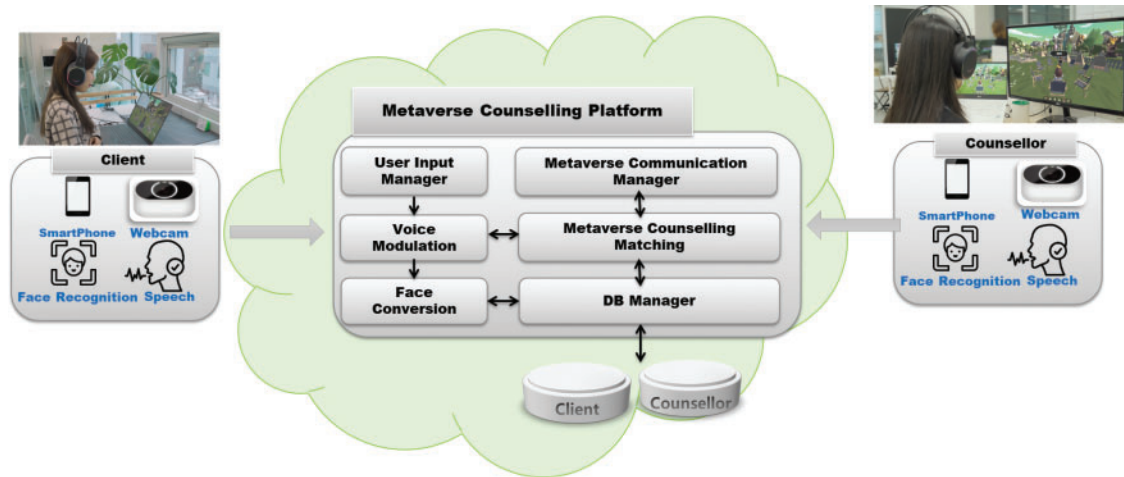 Metaverse Counselling Platform
Client
SmartPhone
Webcam
Face Recognition
Speech
User Input
Manager
Voice
Modulation
Face
Conversion
Metaverse Communication
Manager
Metaverse Counselling
Matching
DB Manager
Client
Counsellor
Counsellor
SmartPhone
Webcam
Face Recognition
Speech